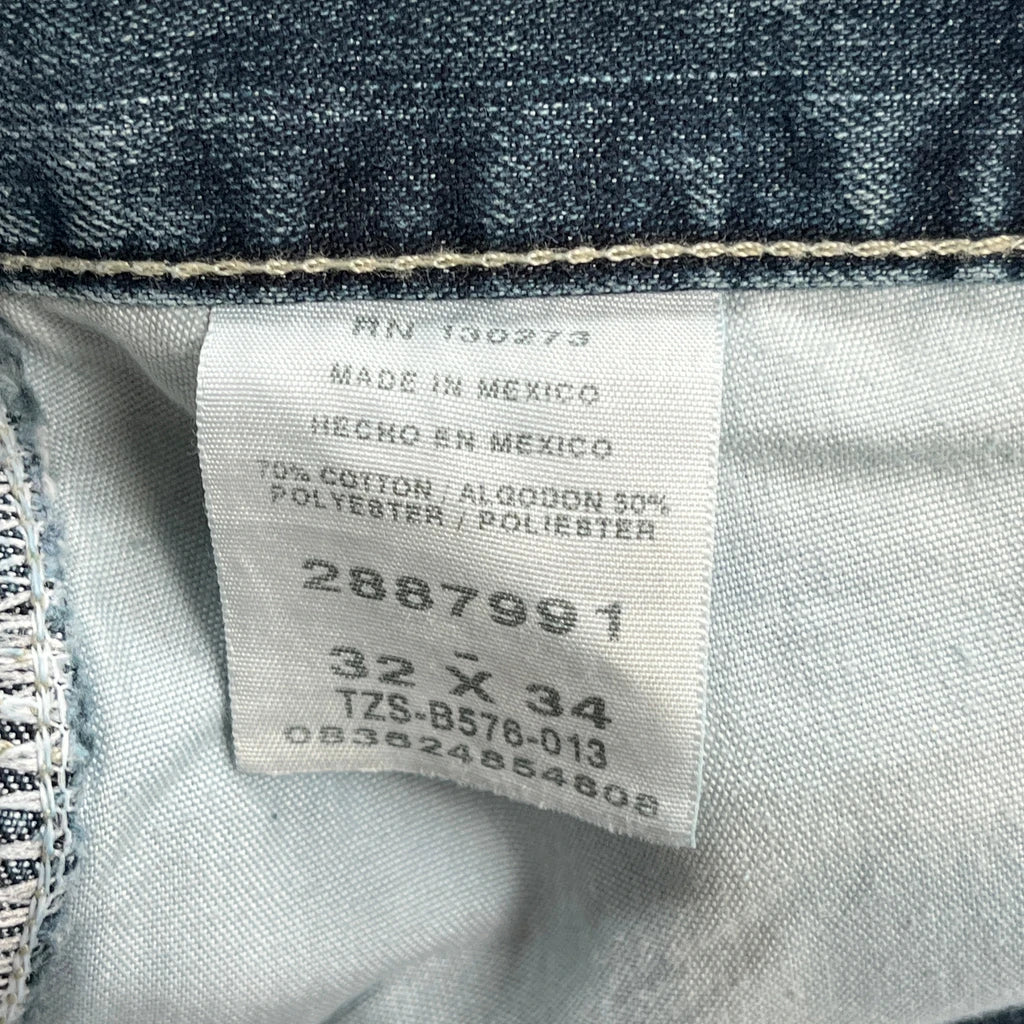 RN 130273
MADE IN MEXICO
HECHO EN MEXICO
70% COTTON / ALGODON 30%
POLYESTER / POLIESTER
2887991
32 X 34
TZS-B576-013
083624854808